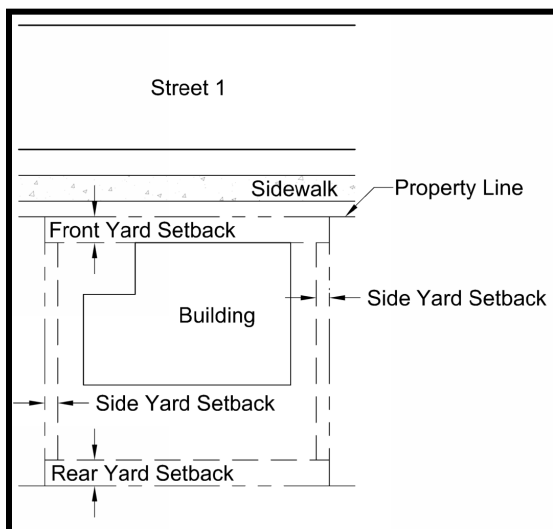 Street 1
Sidewalk
Property Line
Front Yard Setback
Side Yard Setback
Building
Side Yard Setback
Rear Yard Setback